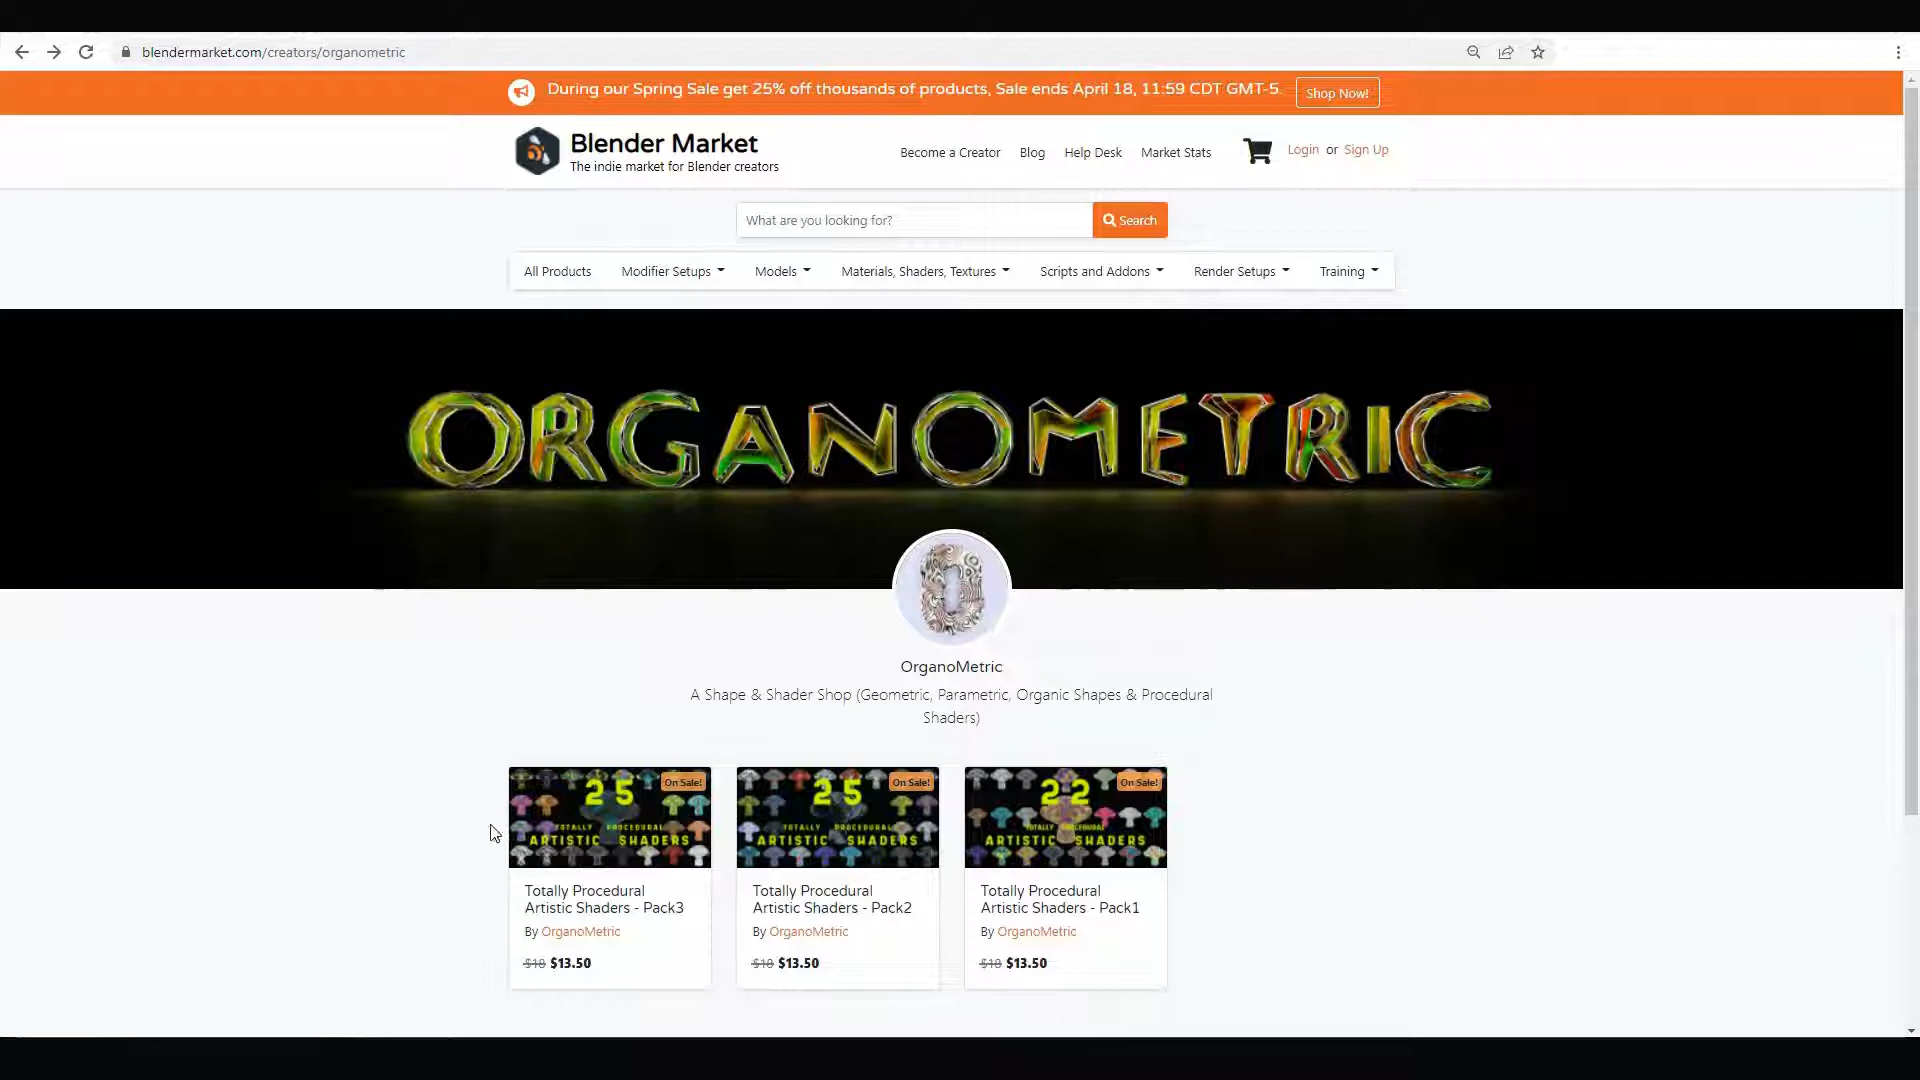 blendermarket.com/creators/organometric
During our Spring Sale get 25% off thousands of products, Sale ends April 18, 11:59 CDT GMT-5.
Shop Now!
Blender Market
The indie market for Blender creators
Become a Creator
Blog
Help Desk
Market Stats
Login or Sign Up
What are you looking for?
Search
All Products
Modifier Setups
Models
Materials, Shaders, Textures
Scripts and Addons
Render Setups
Training
ORGANOMETRIC
OrganoMetric
A Shape & Shader Shop (Geometric, Parametric, Organic Shapes & Procedural
Shaders)
On Sale!
25
TOTALLY PROCEDURAL
ARTISTIC SHADERS
Totally Procedural
Artistic Shaders - Pack3
By OrganoMetric
$18 $13.50
On Sale!
25
TOTALLY PROCEDURAL
ARTISTIC SHADERS
Totally Procedural
Artistic Shaders - Pack2
By OrganoMetric
$18 $13.50
On Sale!
22
TOTALLY PROCEDURAL
ARTISTIC SHADERS
Totally Procedural
Artistic Shaders - Pack1
By OrganoMetric
$18 $13.50